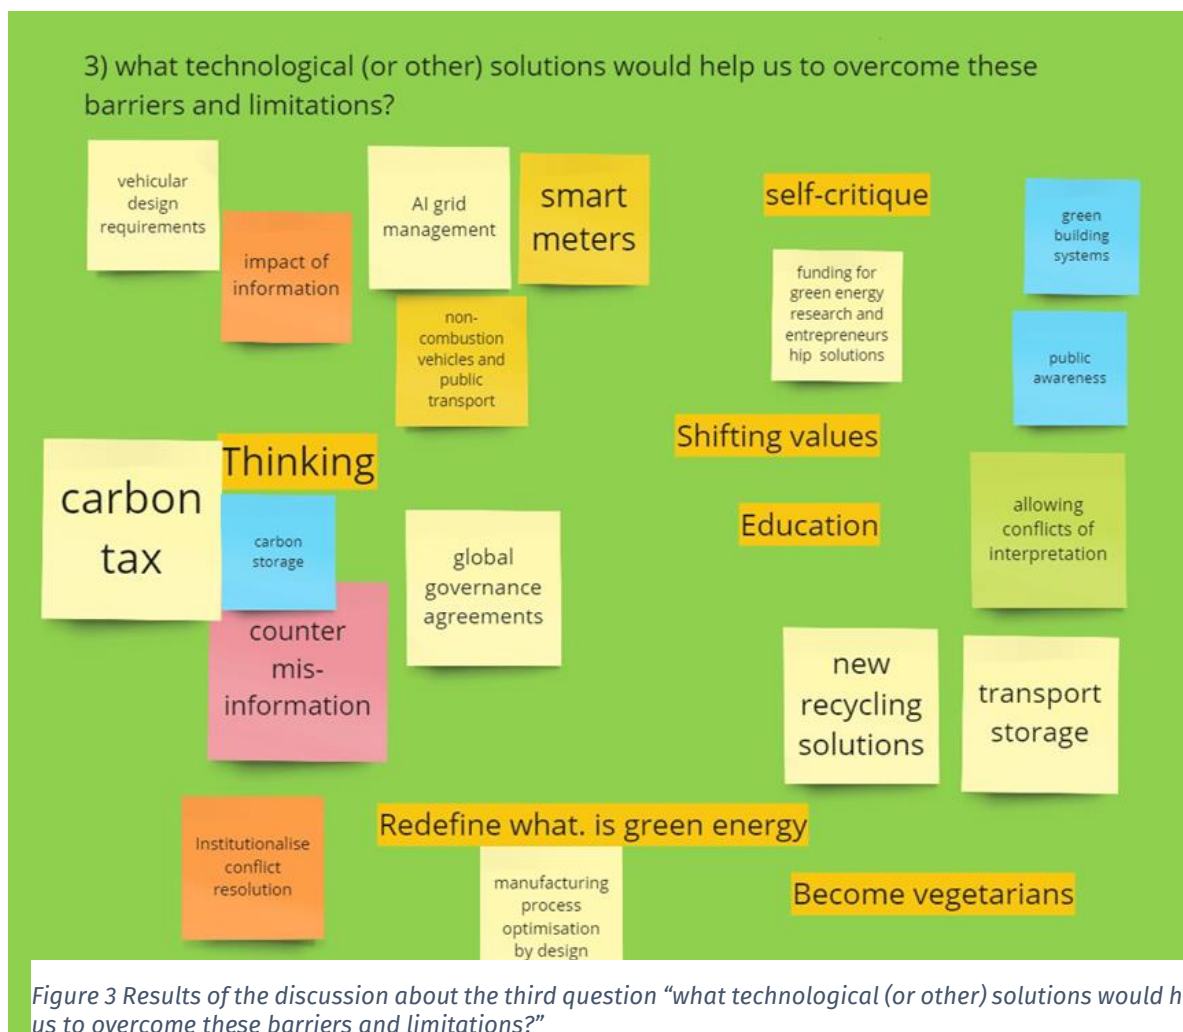 3) what technological (or other) solutions would help us to overcome these
barriers and limitations?
vehicular
design
requirements
impact of
information
AI grid
management
smart
meters
non-
combustion
vehicles and
public
transport
self-critique
funding for
green energy
research and
entrepreneurs
hip solutions
green
building
systems
public
awareness
Shifting values
Education
allowing
conflicts of
interpretation
Thinking
carbon
tax
carbon
storage
counter
mis-
information
global
governance
agreements
new
recycling
solutions
transport
storage
Institutionalise
conflict
resolution
Redefine what. is green energy
manufacturing
process
optimisation
by design
Become vegetarians
Figure 3 Results of the discussion about the third question “what technological (or other) solutions would h
us to overcome these barriers and limitations?”